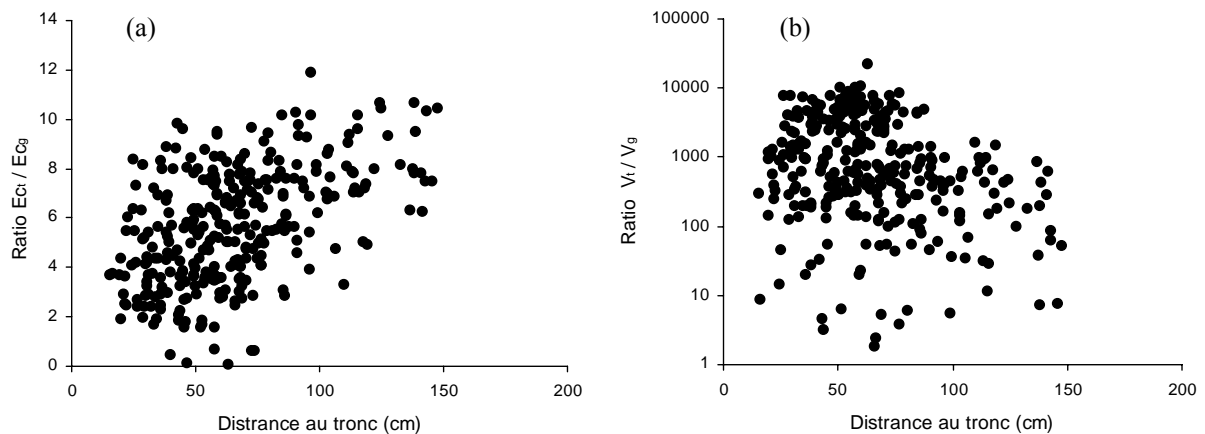 (a)
14
12
10
8
6
4
2
0
0 50 100 150 200
Ratio Ect / Ecg
Distrance au tronc (cm)
(b)
100000
10000
1000
100
10
1
0 50 100 150 200
Ratio Vt / Vg
Distrance au tronc (cm)